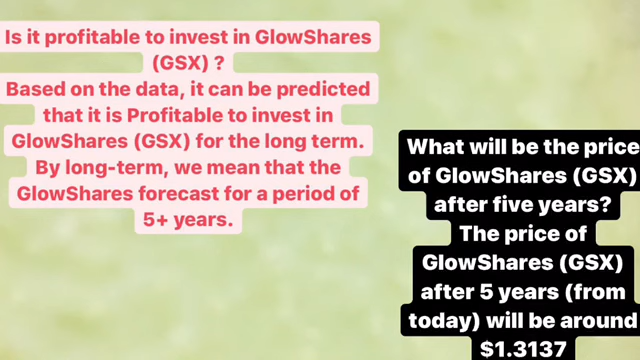 Is it profitable to invest in GlowShares
(GSX) ?
Based on the data, it can be predicted
that it is Profitable to invest in
GlowShares (GSX) for the long term.
By long-term, we mean that the
GlowShares forecast for a period of
5+ years.
What will be the price
of GlowShares (GSX)
after five years?
The price of
GlowShares (GSX)
after 5 years (from
today) will be around
$1.3137